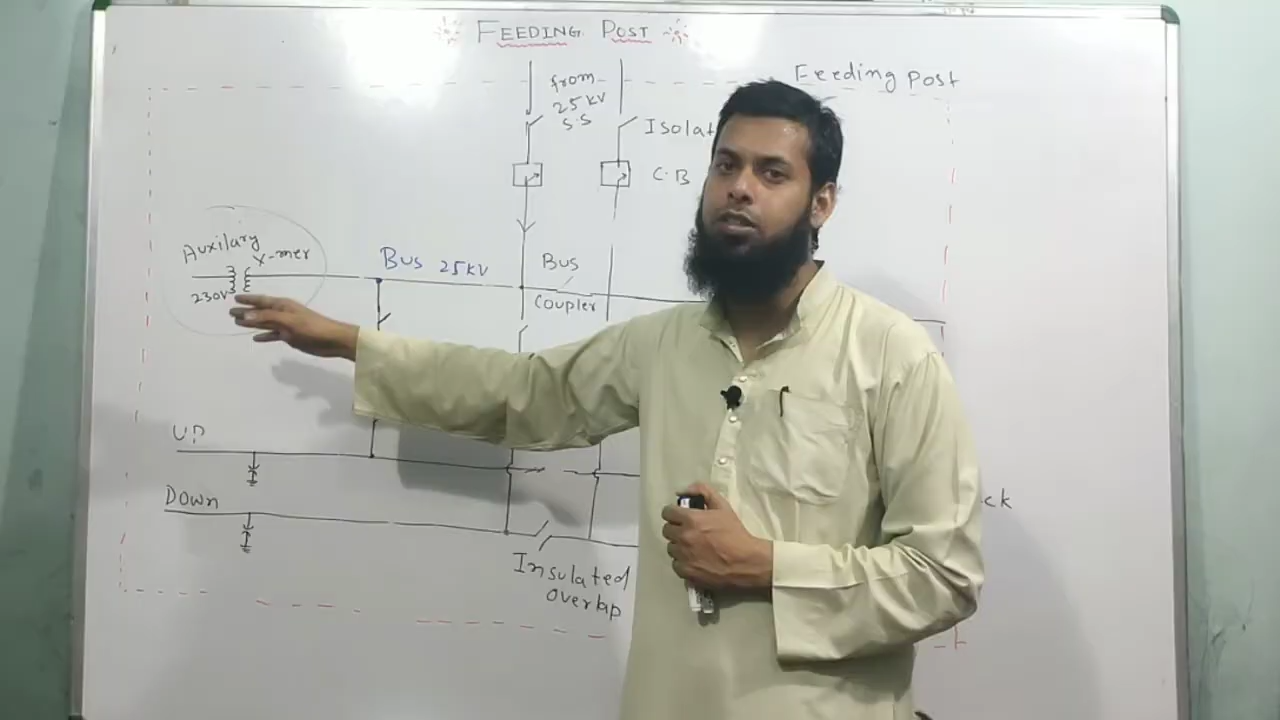 FEEDING POST
Feeding Post
from
25 KV
S.S
Isolat
C.B
Auxilary
X-mer
230V
Bus 25KV
Bus
Coupler
UP
DOWN
ck
Insulated
overlap